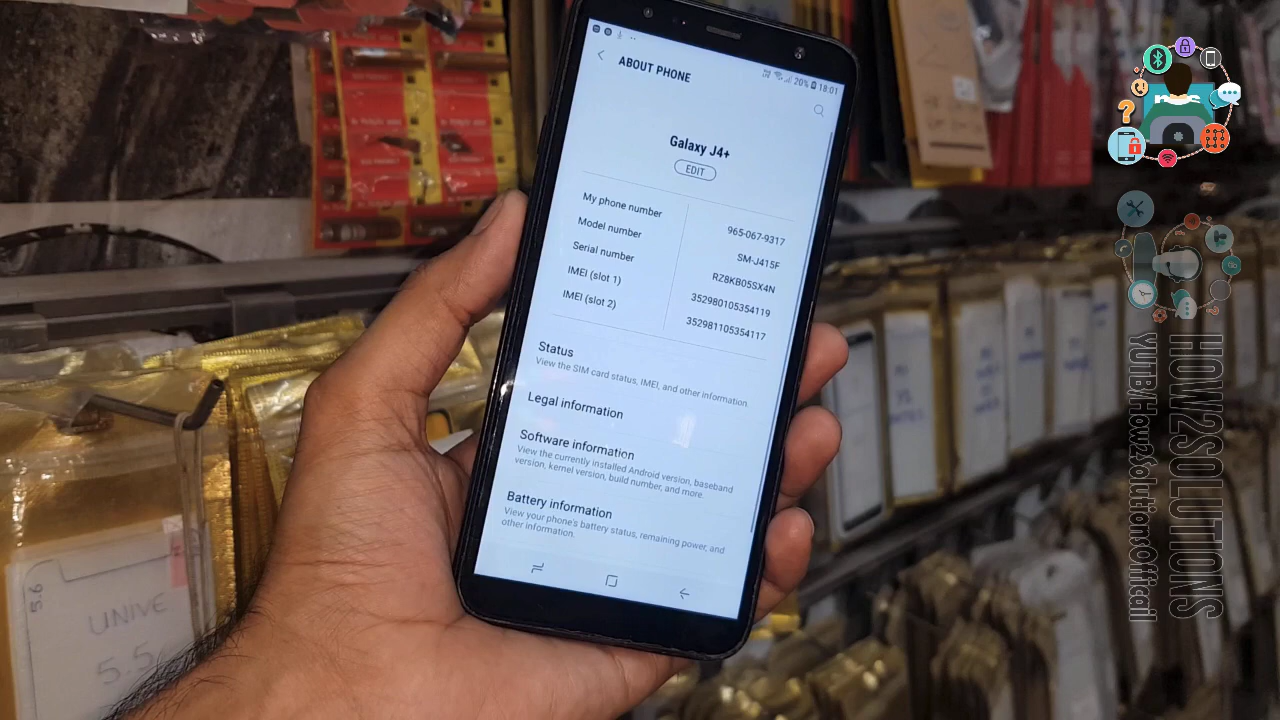 20% 18:01
ABOUT PHONE
Galaxy J4+
EDIT
My phone number 965-067-9317
Model number SM-J415F
Serial number RZ8KB05SX4N
IMEI (slot 1) 352980105354119
IMEI (slot 2) 352981105354117
Status
View the SIM card status, IMEI, and other information.
Legal information
Software information
View the currently installed Android version, baseband
version, kernel version, build number, and more.
Battery information
View your phone's battery status, remaining power, and
other information.
5.6
UNIVE
5.5
HOW2SOLUTIONS
YUTB/How2SolutionsOfficail